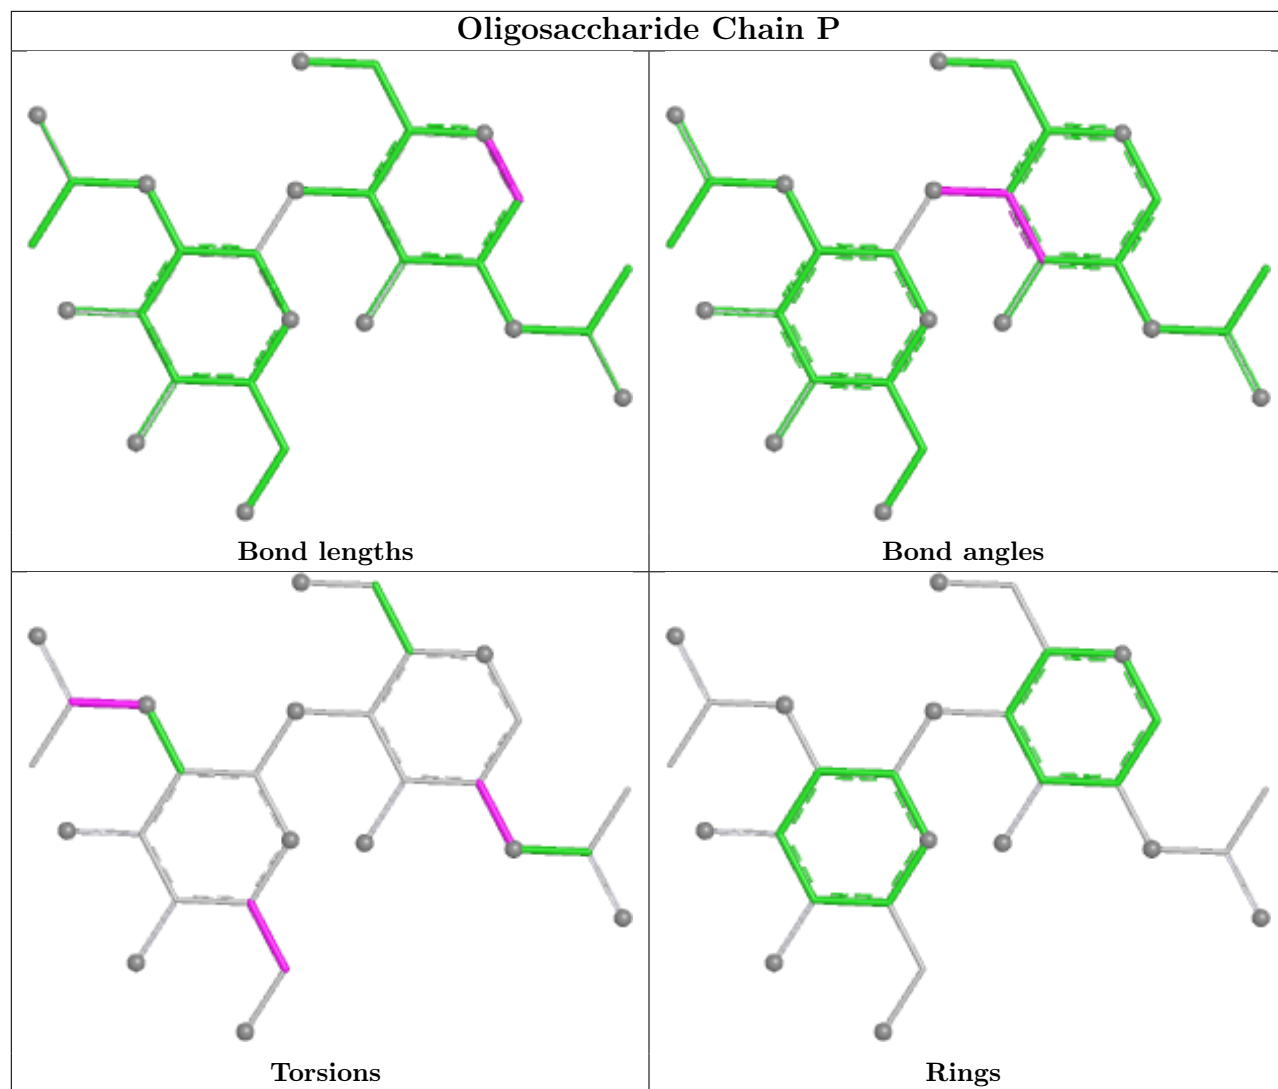 Oligosaccharide Chain P
Bond lengths
Bond angles
Torsions
Rings